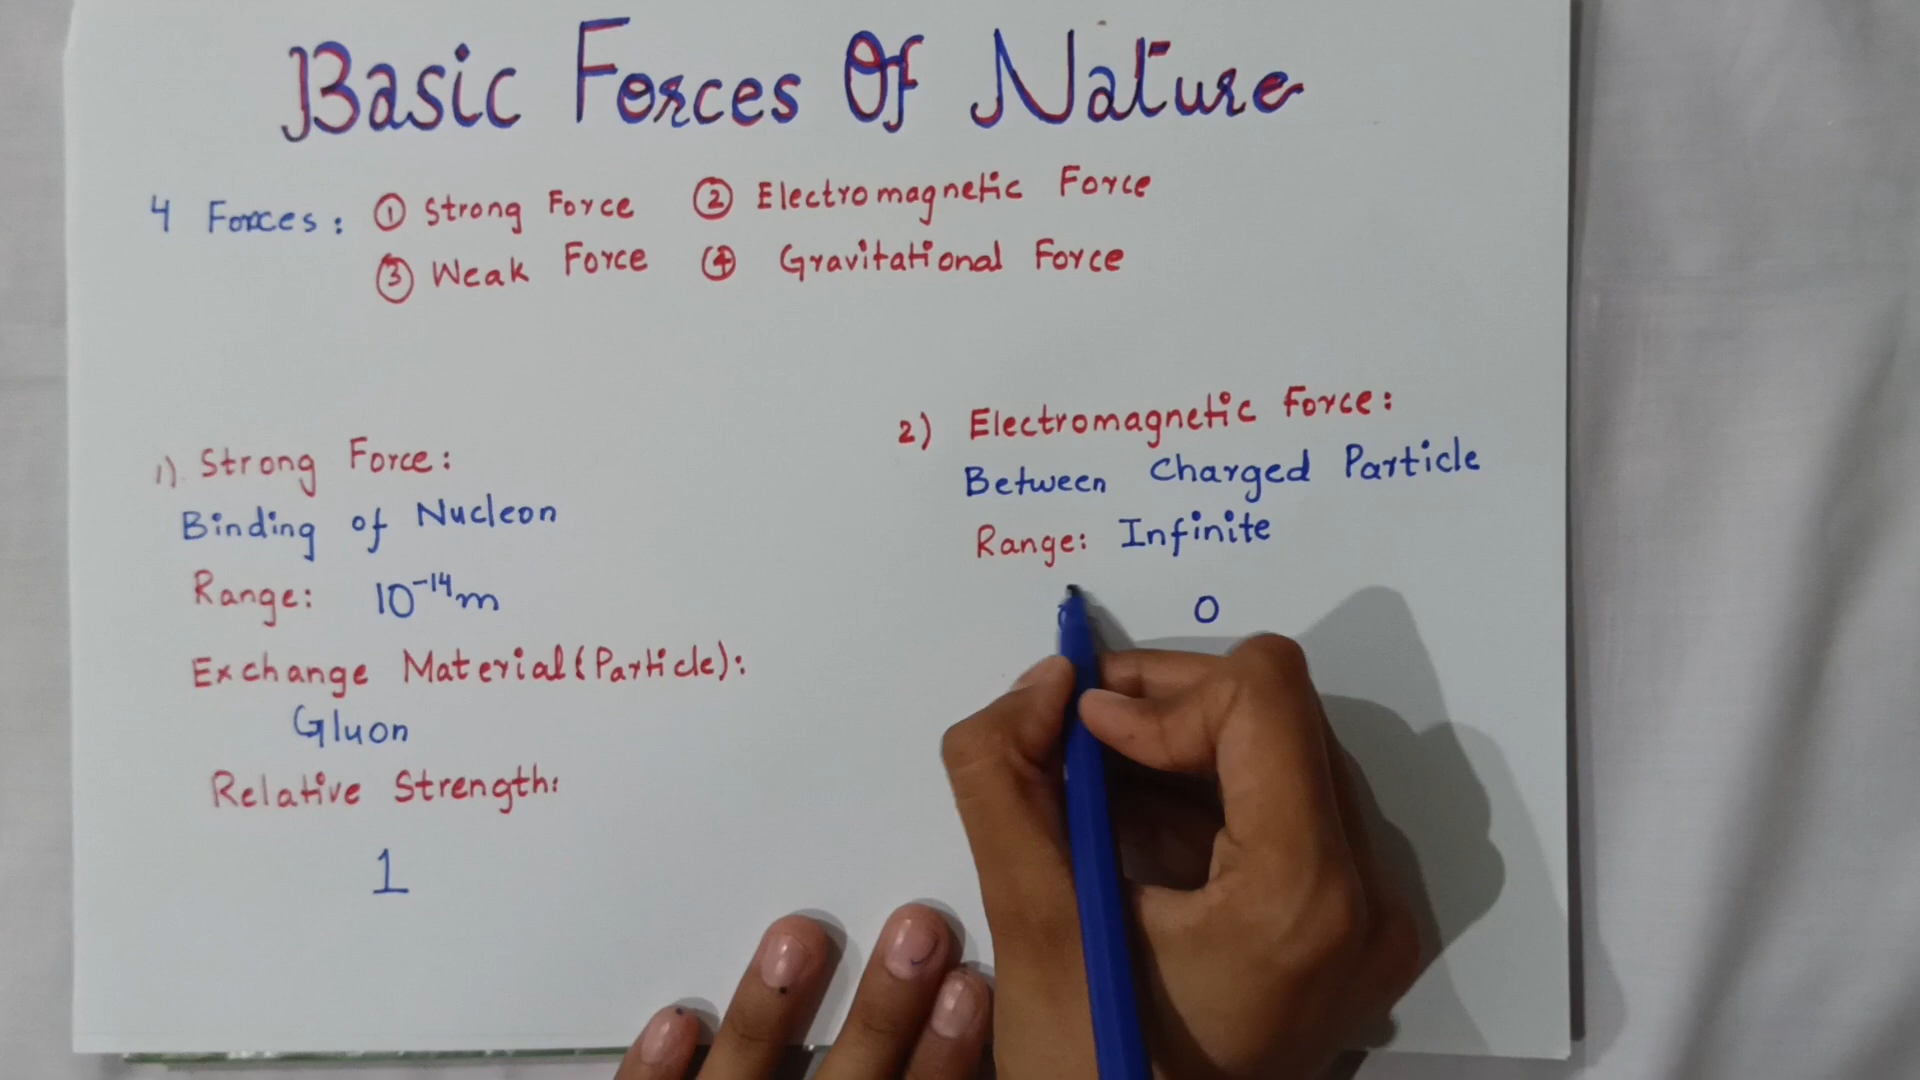 Basic Forces Of Nature
4 Forces: ① Strong Force ② Electromagnetic Force
③ Weak Force ④ Gravitational Force
1). Strong Force:
Binding of Nucleon
Range: 10⁻¹⁴m
Exchange Material (Particle):
Gluon
Relative Strength:
1
2) Electromagnetic Force:
Between Charged Particle
Range: Infinite
0